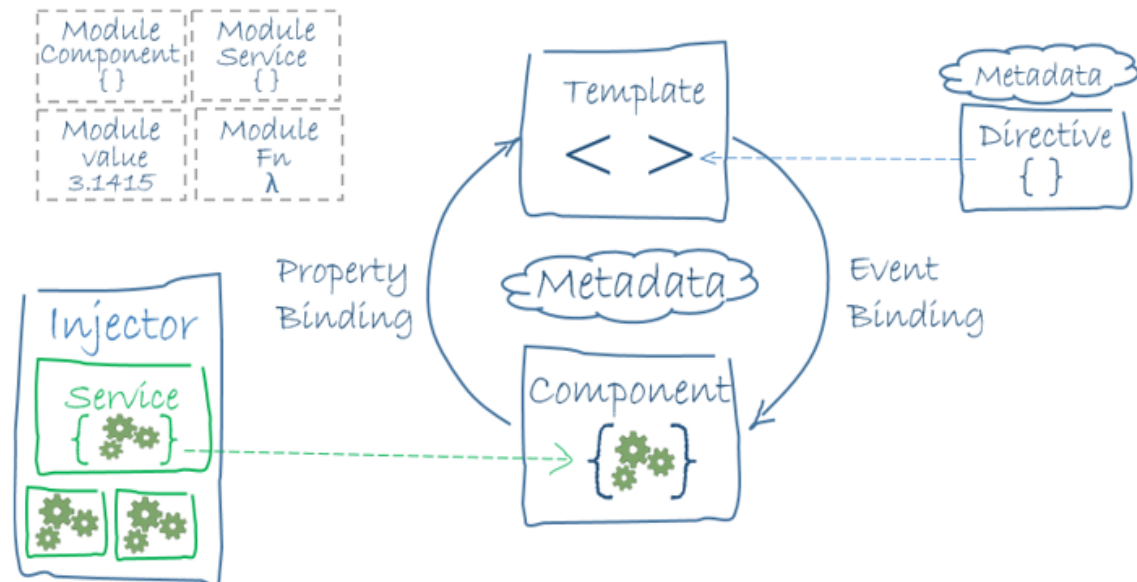 Module
Component
{ }
Module
Service
{ }
Module
value
3.1415
Module
Fn
λ
Template
< >
Metadata
Directive
{ }
Property
Binding
Metadata
Event
Binding
Injector
Service
{ }
Component
{ }